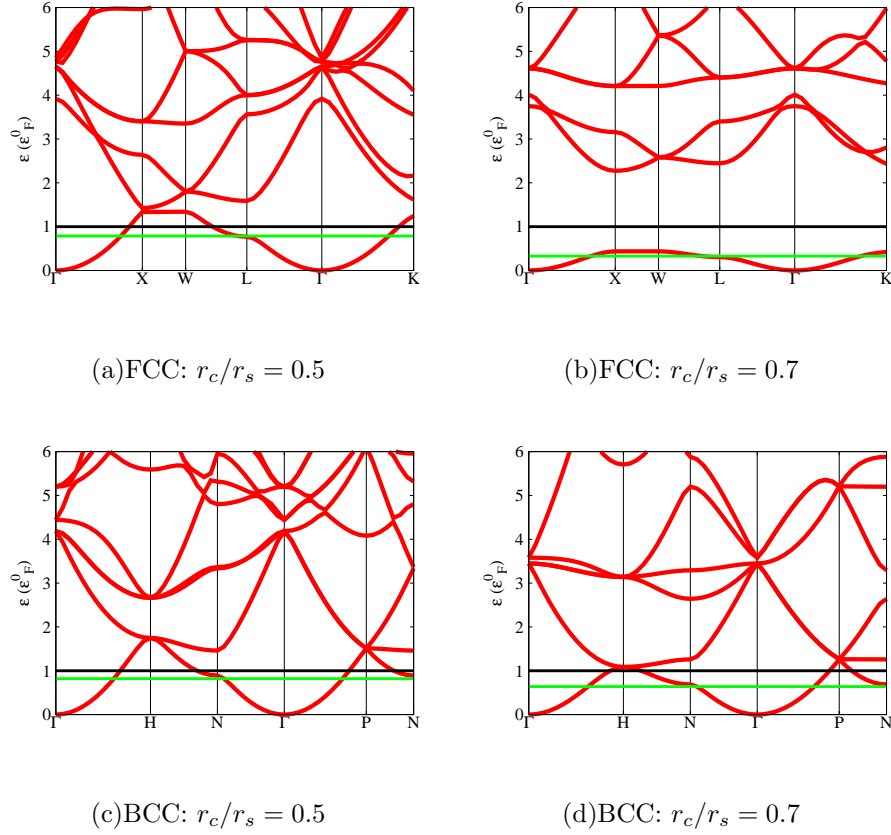 6
5
4
3
2
1
0
ε (ε⁰_F)
Γ X W L Γ K
6
5
4
3
2
1
0
Γ X W L Γ K
(a)FCC: r_c/r_s = 0.5
(b)FCC: r_c/r_s = 0.7
6
5
4
3
2
1
0
ε (ε⁰_F)
Γ H N Γ P N
6
5
4
3
2
1
0
Γ H N Γ P N
(c)BCC: r_c/r_s = 0.5
(d)BCC: r_c/r_s = 0.7